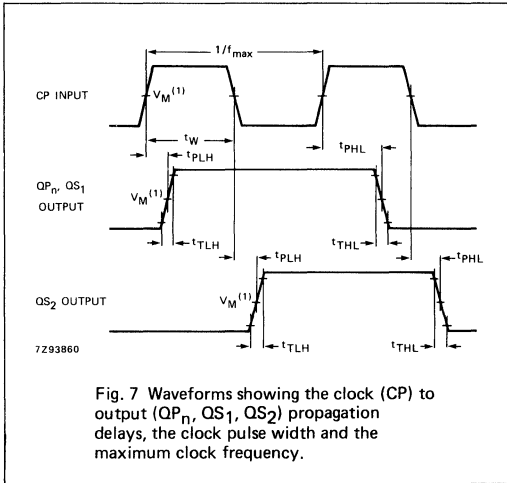 1/fmax
CP INPUT
VM(1)
tW
tPLH
tPHL
QPn, QS1
OUTPUT
VM(1)
tTLH
tTHL
tPLH
tPHL
QS2 OUTPUT
VM(1)
tTLH
tTHL
7Z93860
Fig. 7 Waveforms showing the clock (CP) to
output (QPn, QS1, QS2) propagation
delays, the clock pulse width and the
maximum clock frequency.